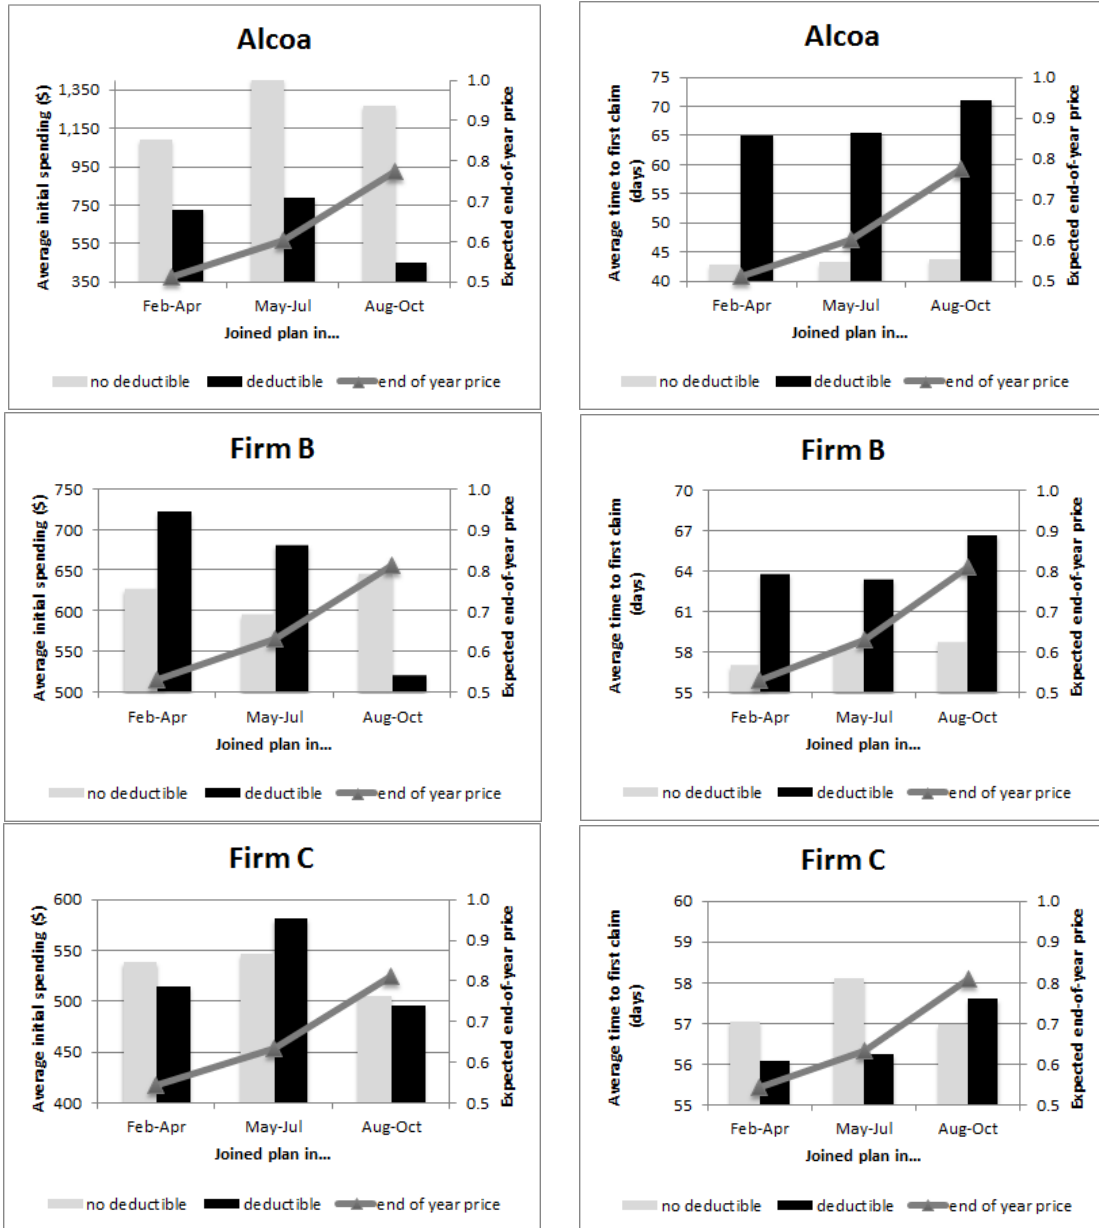 Alcoa
Average initial spending ($)
1,350
1,150
950
750
550
350
1.0
0.9
0.8
0.7
0.6
0.5
Expected end-of-year price
Feb-Apr May-Jul Aug-Oct
Joined plan in...
no deductible deductible end of year price
Alcoa
Average time to first claim
(days)
75
70
65
60
55
50
45
40
1.0
0.9
0.8
0.7
0.6
0.5
Expected end-of-year price
Feb-Apr May-Jul Aug-Oct
Joined plan in...
no deductible deductible end of year price
Firm B
Average initial spending ($)
750
700
650
600
550
500
1.0
0.9
0.8
0.7
0.6
0.5
Expected end-of-year price
Feb-Apr May-Jul Aug-Oct
Joined plan in...
no deductible deductible end of year price
Firm B
Average time to first claim
(days)
70
67
64
61
58
55
1.0
0.9
0.8
0.7
0.6
0.5
Expected end-of-year price
Feb-Apr May-Jul Aug-Oct
Joined plan in...
no deductible deductible end of year price
Firm C
Average initial spending ($)
600
550
500
450
400
1.0
0.9
0.8
0.7
0.6
0.5
Expected end-of-year price
Feb-Apr May-Jul Aug-Oct
Joined plan in...
no deductible deductible end of year price
Firm C
Average time to first claim
(days)
60
59
58
57
56
55
1.0
0.9
0.8
0.7
0.6
0.5
Expected end-of-year price
Feb-Apr May-Jul Aug-Oct
Joined plan in...
no deductible deductible end of year price